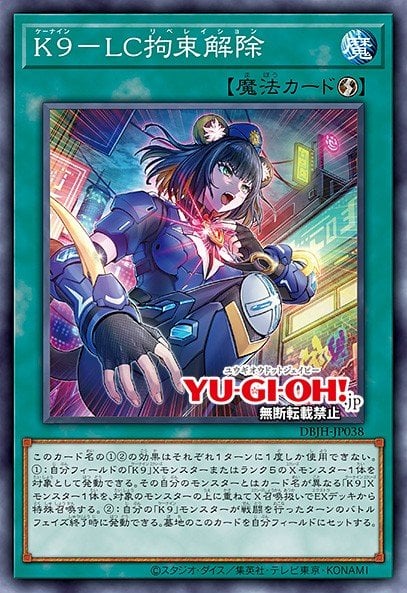 ケーナイン リベレイション
K9-LC拘束解除
魔
【魔法カード】
ユウギオウドットジェイピー
YU-GI-OH!.jp
無断転載禁止
DBJH-JP038
このカード名の①②の効果はそれぞれ1ターンに1度しか使用できない。
①:自分フィールドの「K9」Xモンスターまたはランク5のXモンスター1体を
対象として発動できる。その自分のモンスターとはカード名が異なる「K9」X
モンスター1体を、対象のモンスターの上に重ねてX召喚扱いでEXデッキから
特殊召喚する。②:自分の「K9」モンスターが戦闘を行ったターンのバトル
フェイズ終了時に発動できる。墓地のこのカードを自分フィールドにセットする。
©スタジオ・ダイス/集英社・テレビ東京・KONAMI